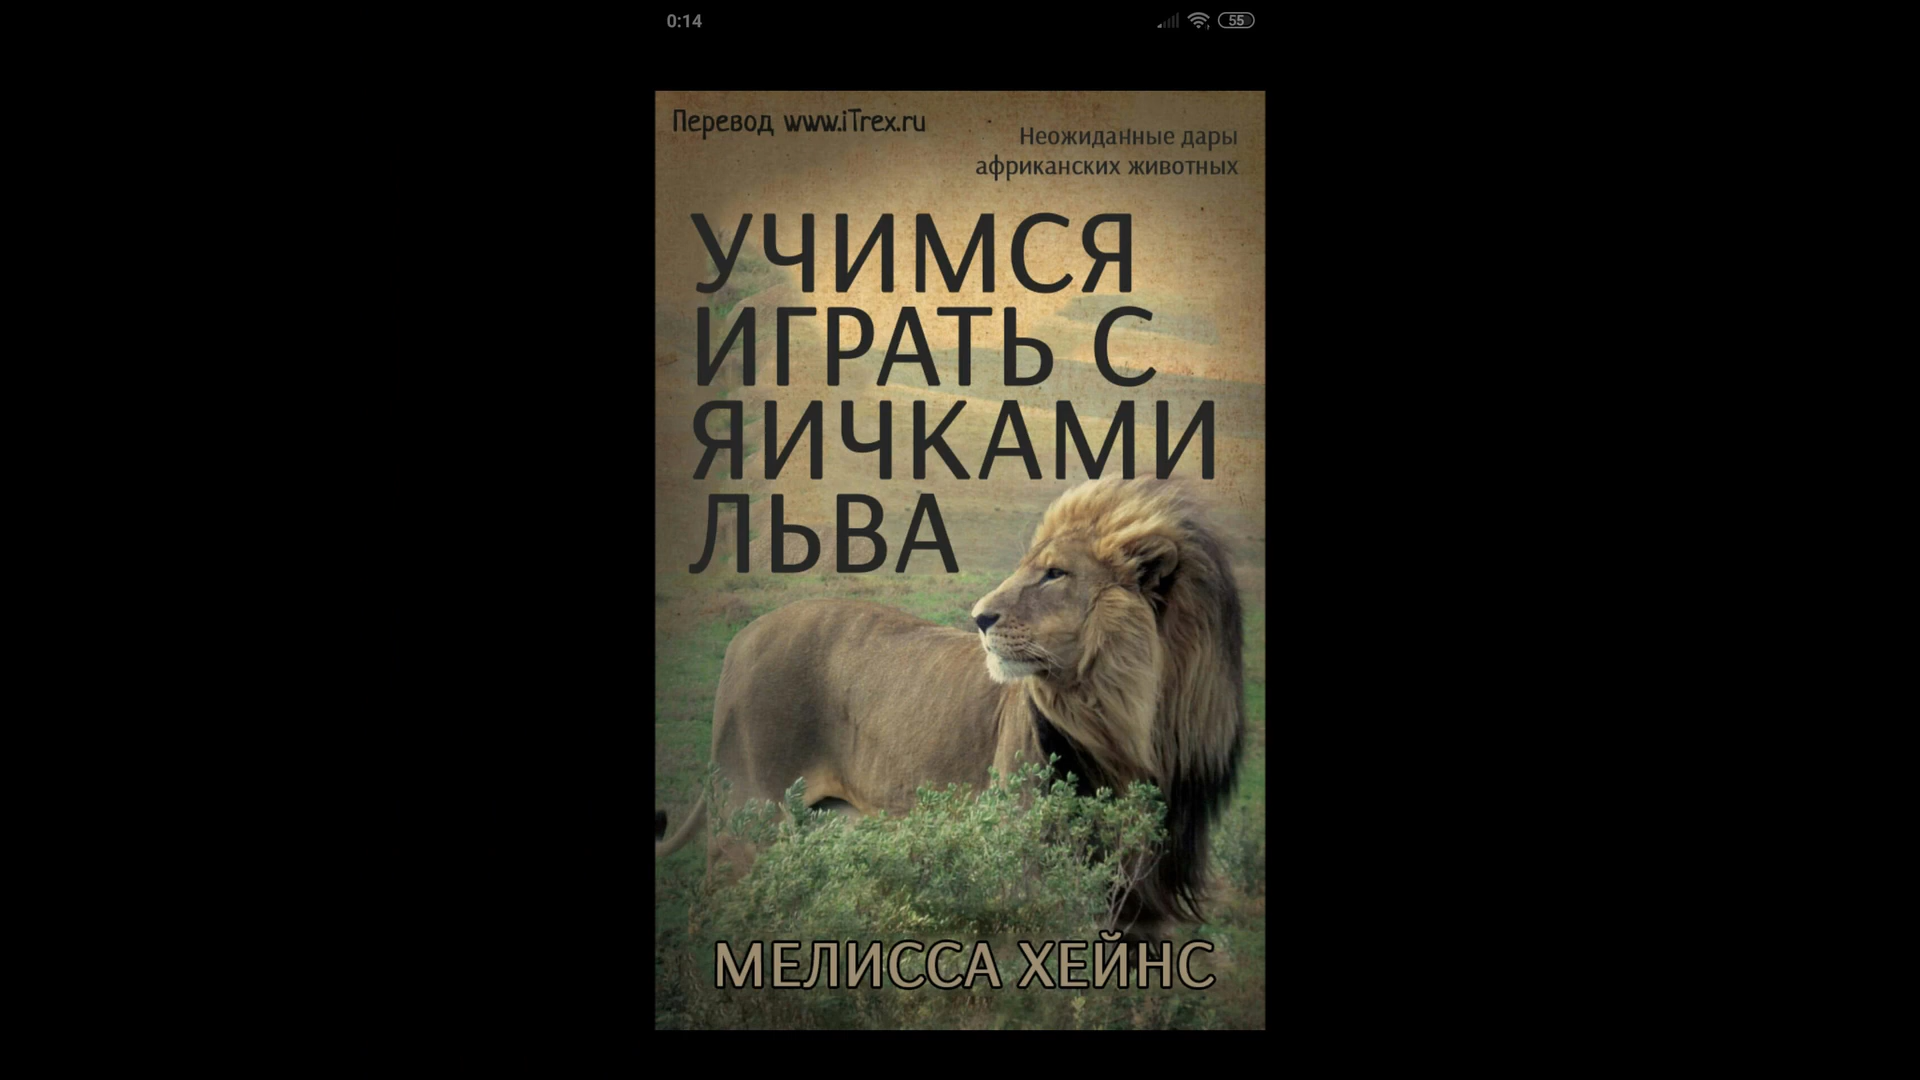 0:14
55
Перевод www.iTrex.ru
Неожиданные дары
африканских животных
УЧИМСЯ
ИГРАТЬ С
ЯИЧКАМИ
ЛЬВА
МЕЛИССА ХЕЙНС